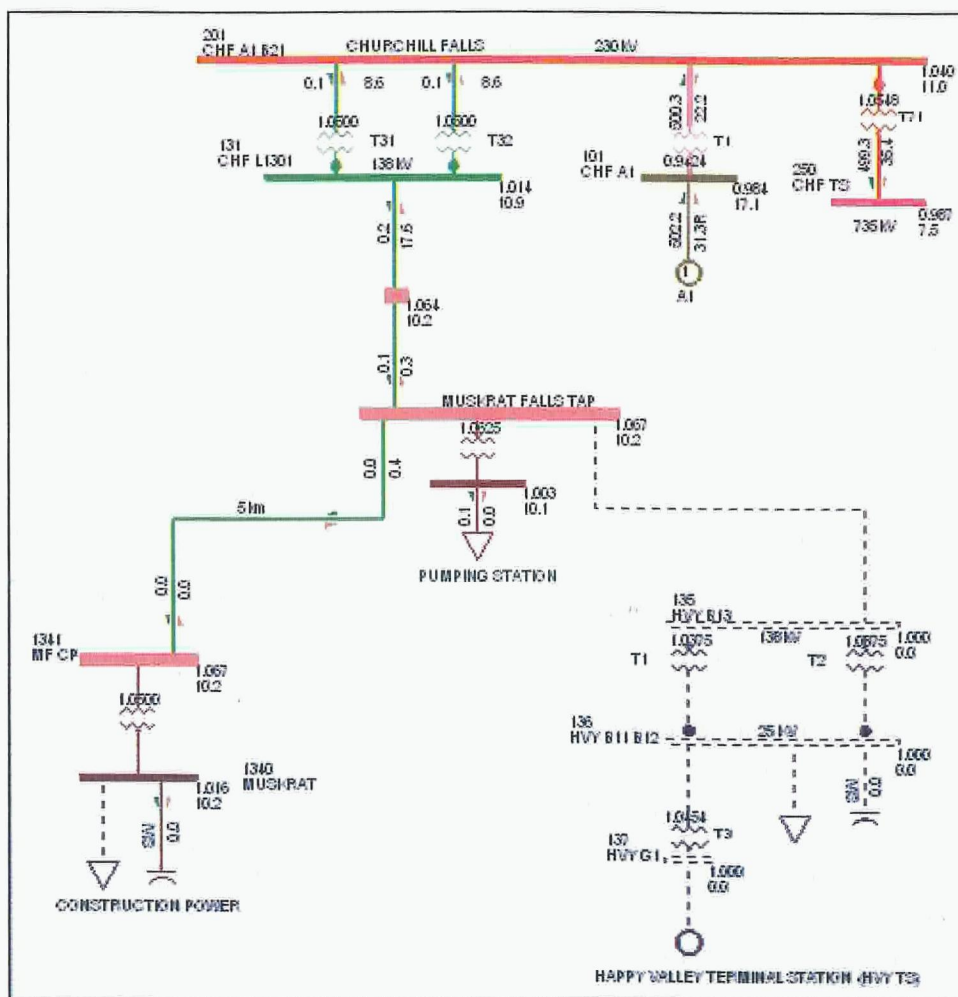 201
CHF A1 B21
CHURCHILL FALLS
230 kV
1.040
11.0
0.1
8.6
0.1
8.6
600.3
22.2
1.0548
T71
1.0500
T31
1.0500
T32
T1
499.3
35.4
131
CHF L1301
138 kV
1.014
10.9
101
CHF A1
0.9424
0.984
17.1
250
CHF TS
735 kV
0.987
7.5
0.2
17.5
602.2
31.3R
1
A1
1.064
10.2
0.1
0.3
MUSKRAT FALLS TAP
1.067
10.2
1.0625
0.0
0.4
1.003
10.1
5 km
0.1
0.0
PUMPING STATION
0.0
0.0
135
HVY B13
138 kV
1.000
0.0
1341
MF CP
1.067
10.2
T1
1.0375
T2
1.0500
136
HVY B11 B12
25 kV
1.000
0.0
1340
MUSKRAT
1.016
10.2
SW
0.0
SW
0.0
T3
137
HVY G1
1.000
0.0
CONSTRUCTION POWER
HAPPY VALLEY TERMINAL STATION (HVY TS)